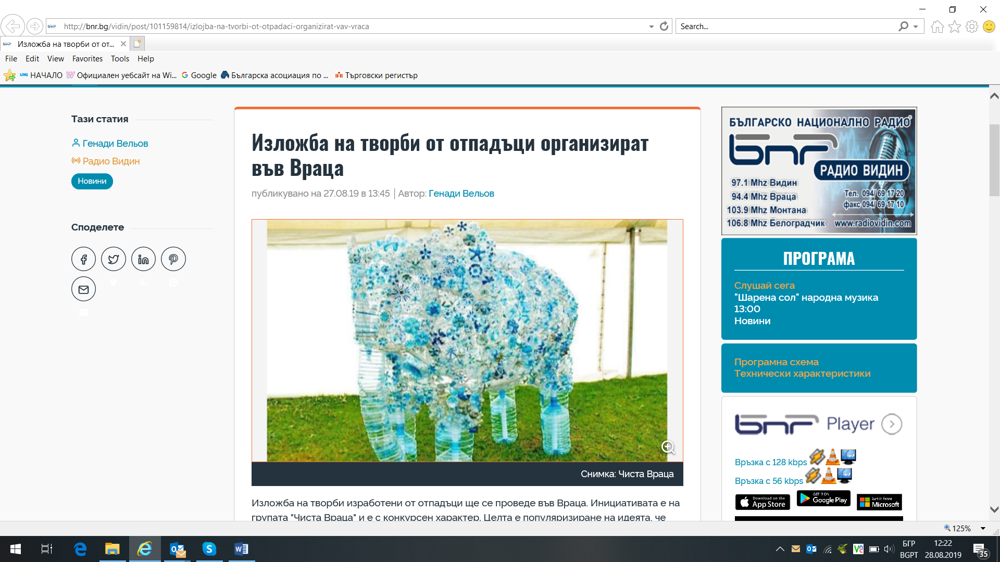 http://bnr.bg/vidin/post/101159814/izlojba-na-tvorbi-ot-otpadaci-organizirat-vav-vraca
Search...
Изложба на творби от от...
File Edit View Favorites Tools Help
НАЧАЛО Официален уебсайт на Wi... Google Българска асоциация по ... Търговски регистър
Тази статия
Генади Вельов
Радио Видин
Новини
Споделете
Изложба на творби от отпадъци организират
във Враца
публикувано на 27.08.19 в 13:45 | Автор: Генади Вельов
Снимка: Чиста Враца
Изложба на творби изработени от отпадъци ще се проведе във Враца. Инициативата е на
групата "Чиста Враца" и е с конкурсен характер. Целта е популяризиране на идеята, че
БЪЛГАРСКО НАЦИОНАЛНО РАДИО
bnr
РАДИО ВИДИН
97.1 Mhz Видин
94.4 Mhz Враца
103.9 Mhz Монтана
106.8 Mhz Белоградчик
Тел. 094/ 69 17 20
факс 094/ 69 17 10
www.radiovidin.com
ПРОГРАМА
Слушай сега
"Шарена сол" народна музика
13:00
Новини
Програмна схема
Технически характеристики
bnr Player
Връзка с 128 kbps
Връзка с 56 kbps
Download on the App Store
GET IT ON Google Play
Get it from Microsoft
125%
БГР
BGPT
12:22
28.08.2019
35